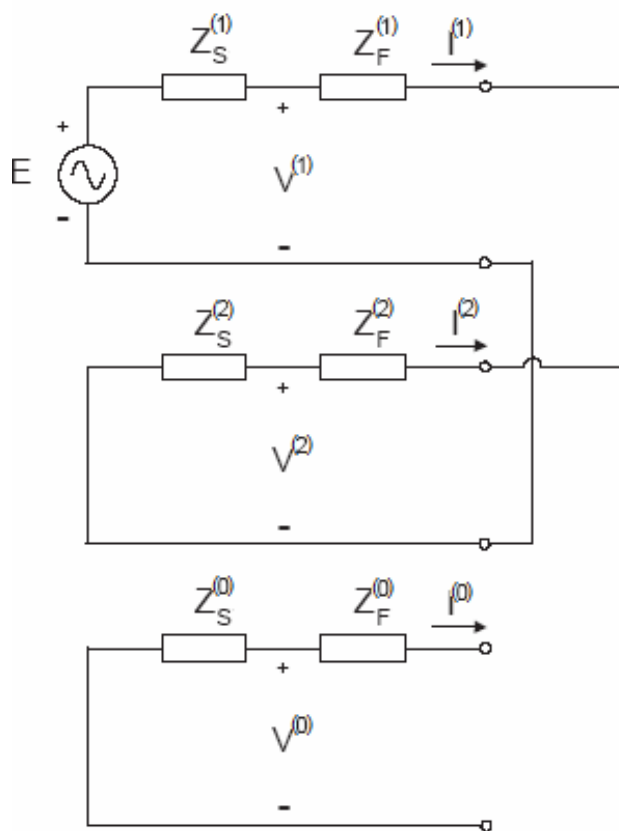 Z_S^(1) Z_F^(1) I^(1)
+ +
E V^(1)
- -
Z_S^(2) Z_F^(2) I^(2)
+
V^(2)
-
Z_S^(0) Z_F^(0) I^(0)
+
V^(0)
-